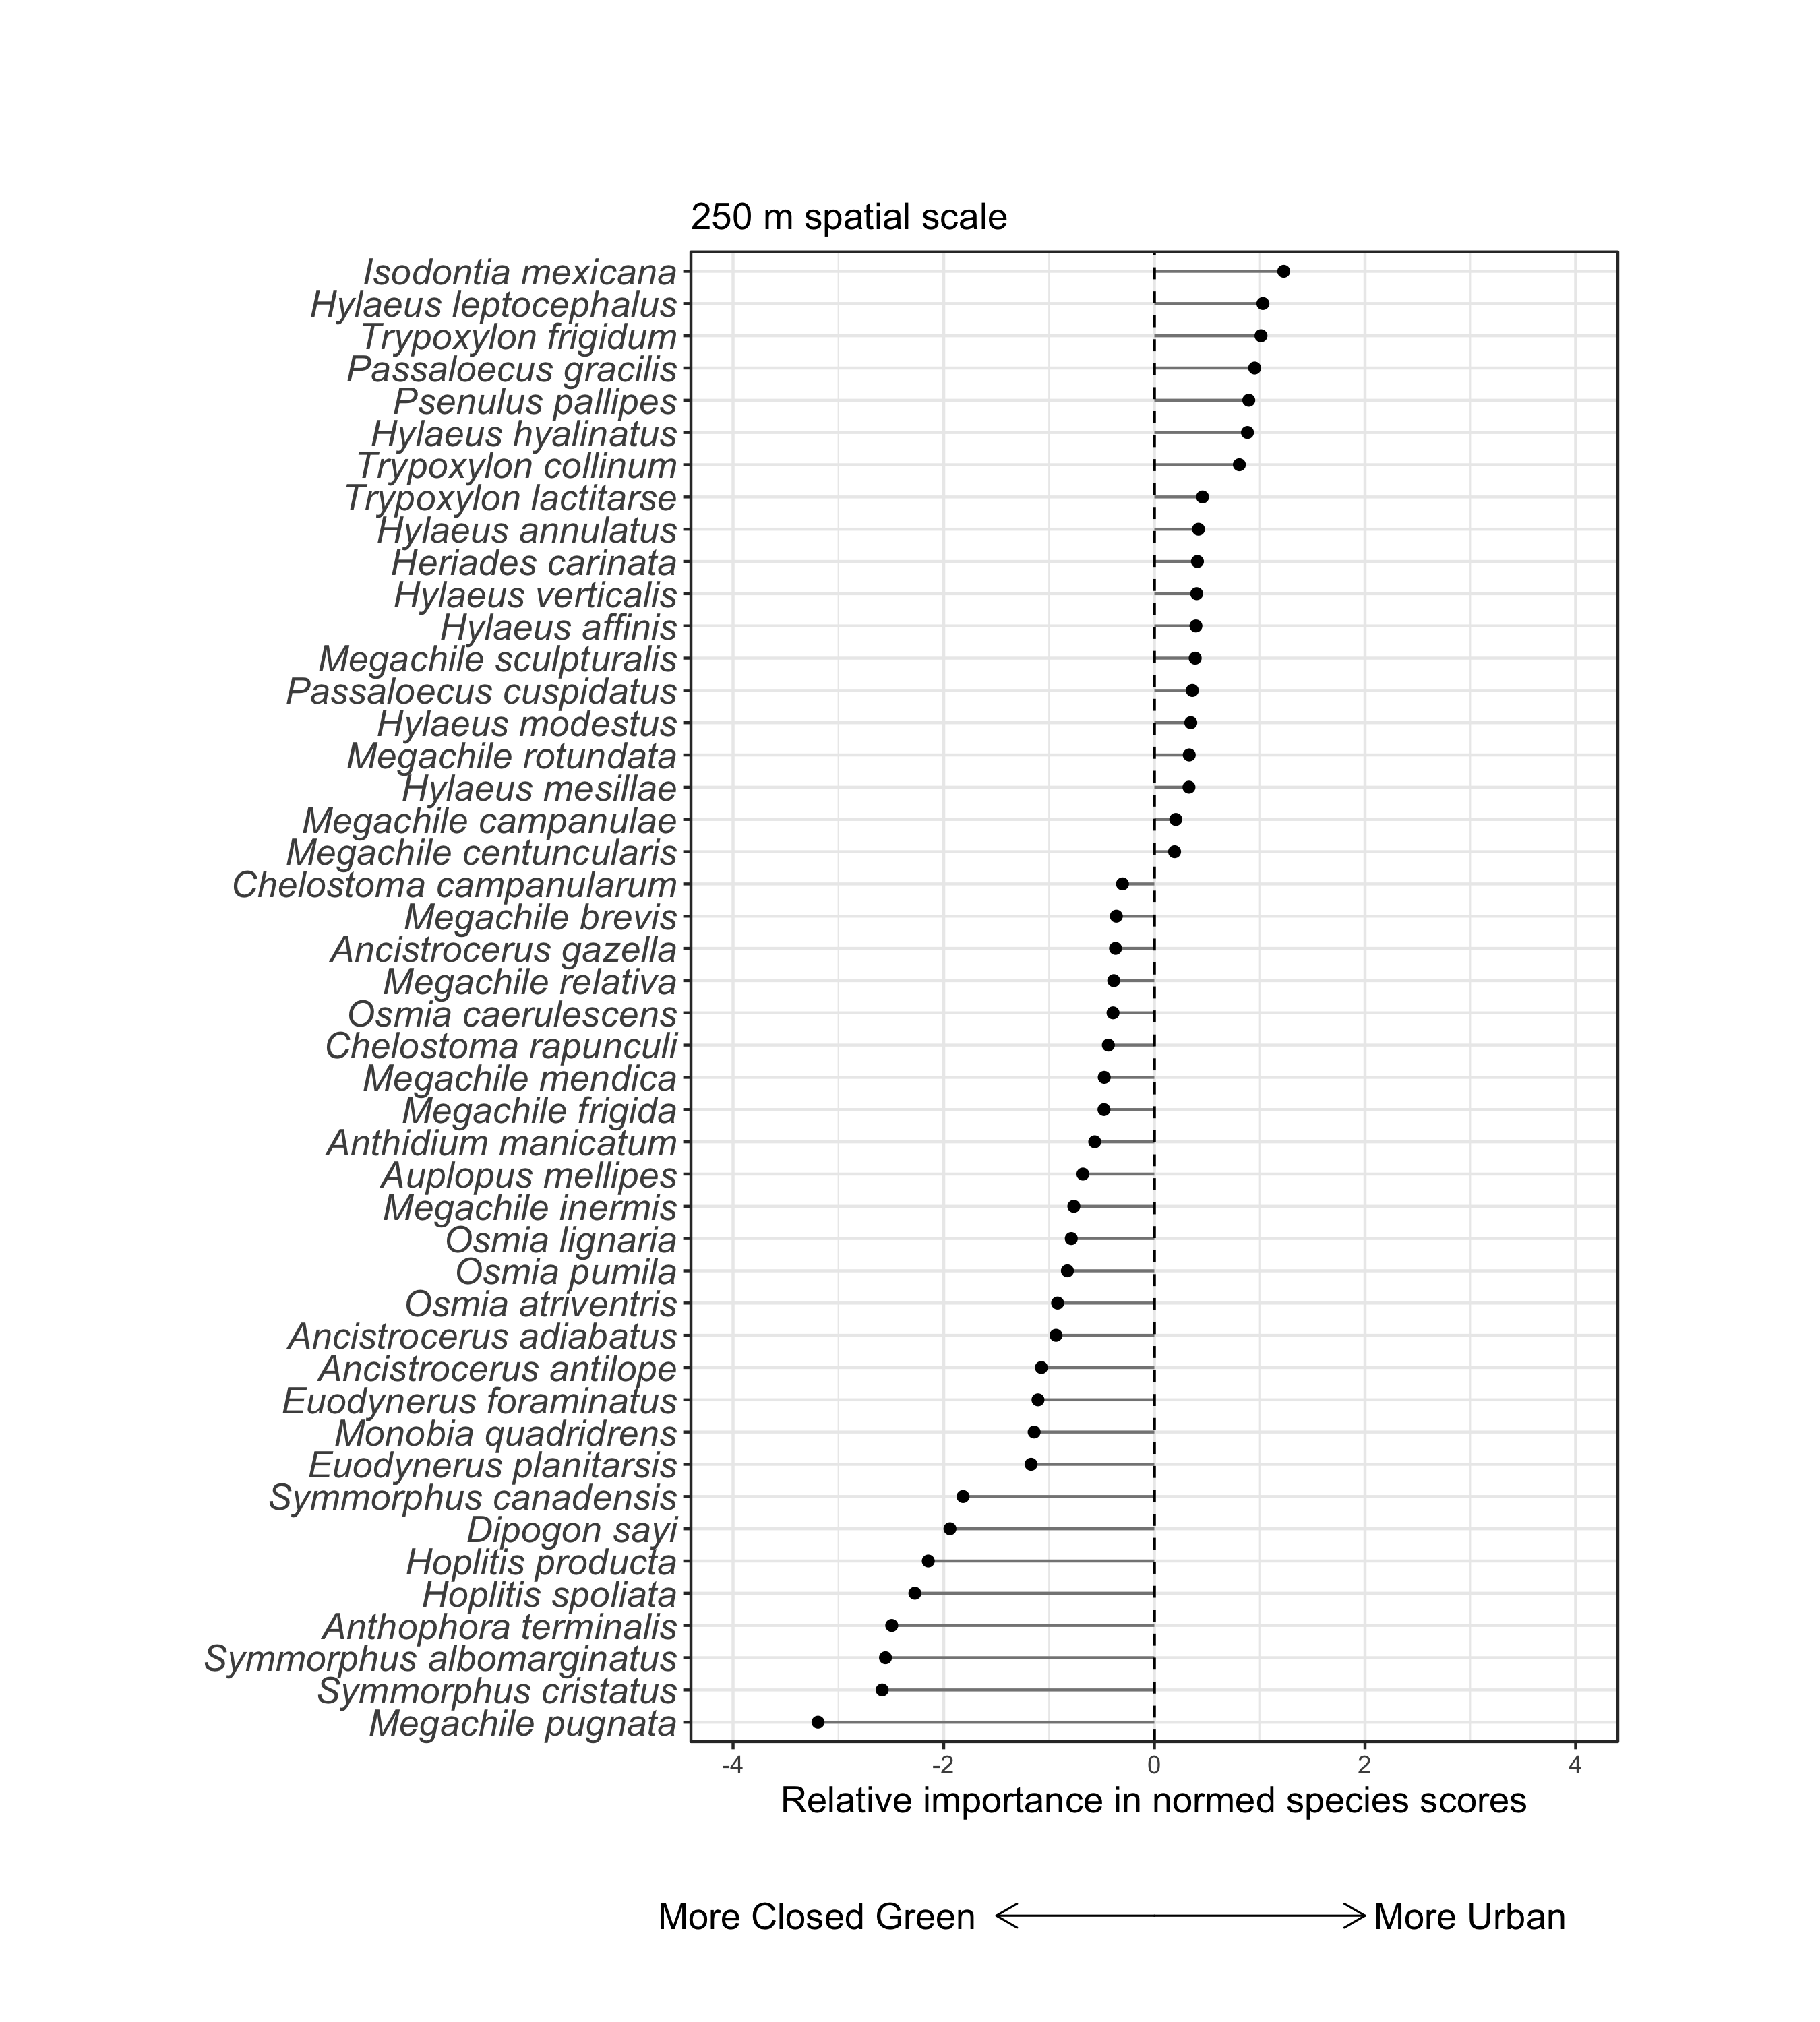 250 m spatial scale
Isodontia mexicana
Hylaeus leptocephalus
Trypoxylon frigidum
Passaloecus gracilis
Psenulus pallipes
Hylaeus hyalinatus
Trypoxylon collinum
Trypoxylon lactitarse
Hylaeus annulatus
Heriades carinata
Hylaeus verticalis
Hylaeus affinis
Megachile sculpturalis
Passaloecus cuspidatus
Hylaeus modestus
Megachile rotundata
Hylaeus mesillae
Megachile campanulae
Megachile centuncularis
Chelostoma campanularum
Megachile brevis
Ancistrocerus gazella
Megachile relativa
Osmia caerulescens
Chelostoma rapunculi
Megachile mendica
Megachile frigida
Anthidium manicatum
Auplopus mellipes
Megachile inermis
Osmia lignaria
Osmia pumila
Osmia atriventris
Ancistrocerus adiabatus
Ancistrocerus antilope
Euodynerus foraminatus
Monobia quadridrens
Euodynerus planitarsis
Symmorphus canadensis
Dipogon sayi
Hoplitis producta
Hoplitis spoliata
Anthophora terminalis
Symmorphus albomarginatus
Symmorphus cristatus
Megachile pugnata
-4 -2 0 2 4
Relative importance in normed species scores
More Closed Green More Urban